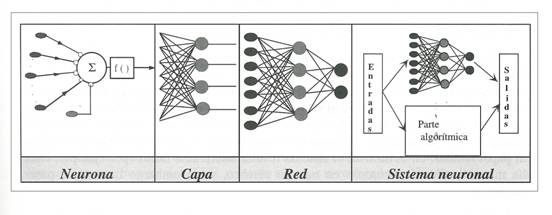 Σ
f ( )
Entradas
Parte
algorítmica
Salidas
Neurona
Capa
Red
Sistema neuronal